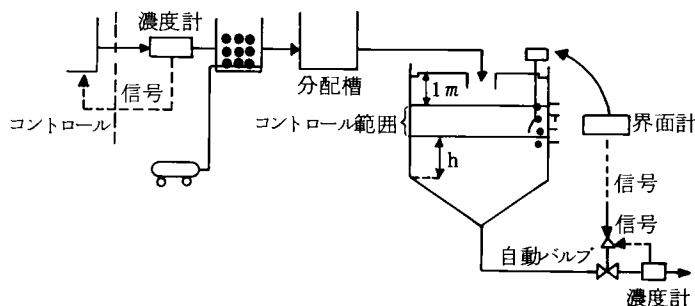 濃度計
信号
コントロール
分配槽
1m
コントロール範囲
h
界面計
信号
信号
自動バルブ
濃度計